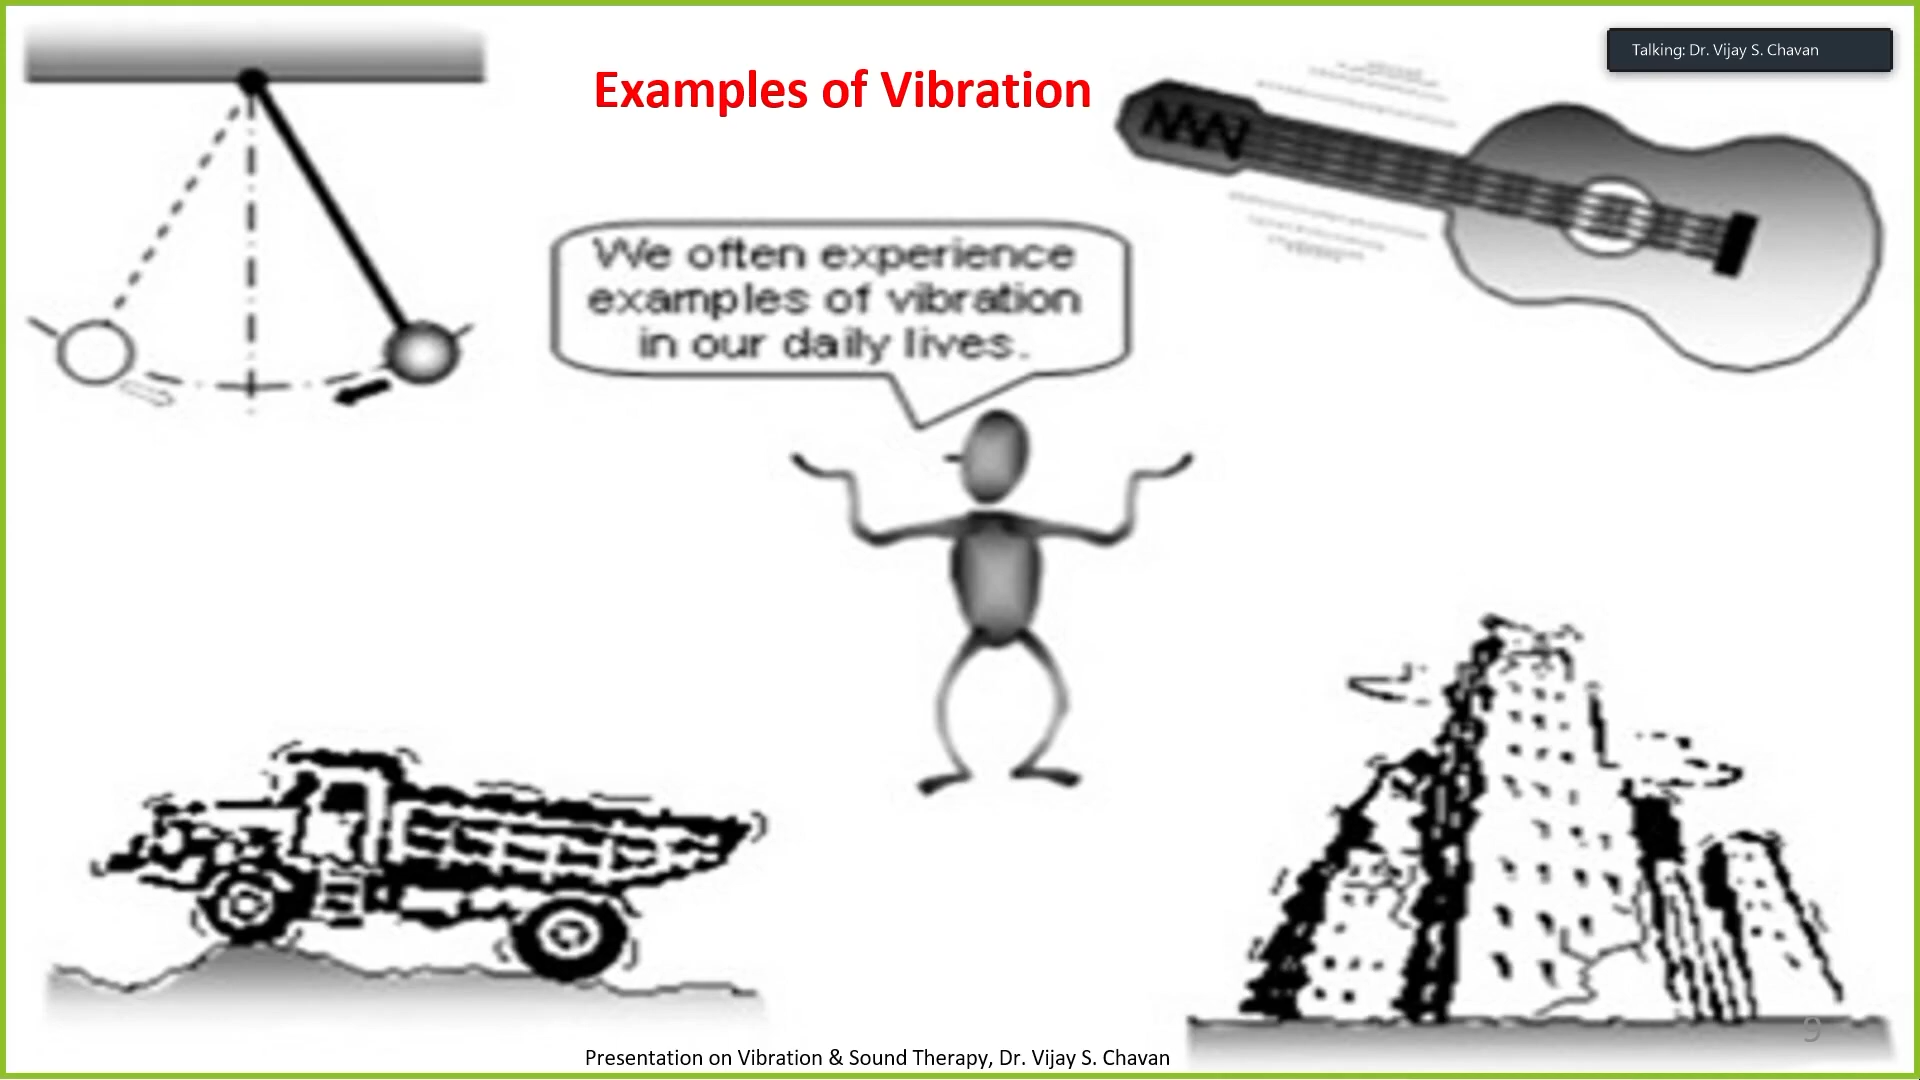 Talking: Dr. Vijay S. Chavan
Examples of Vibration
We often experience
examples of vibration
in our daily lives.
9
Presentation on Vibration & Sound Therapy, Dr. Vijay S. Chavan